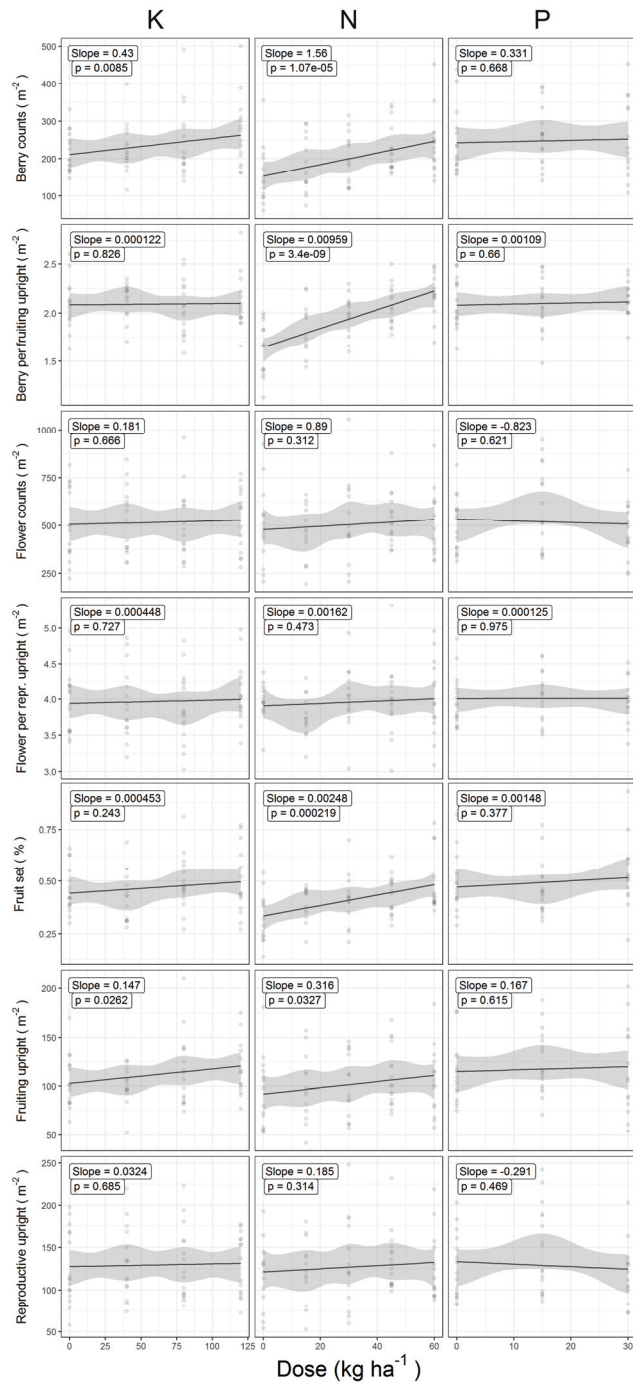 K N P
Berry counts ( m⁻²)
500
400
300
200
100
Slope = 0.43
p = 0.0085
Slope = 1.56
p = 1.07e-05
Slope = 0.331
p = 0.668
Berry perfruiting upright ( m⁻²)
2.5
2.0
1.5
Slope = 0.000122
p = 0.826
Slope = 0.00959
p = 3.4e-09
Slope = 0.00109
p = 0.66
Flower counts ( m⁻²)
1000
750
500
250
Slope = 0.181
p = 0.666
Slope = 0.89
p = 0.312
Slope = -0.823
p = 0.621
Flower per repr. upright ( m⁻²)
5.0
4.5
4.0
3.5
3.0
Slope = 0.000448
p = 0.727
Slope = 0.00162
p = 0.473
Slope = 0.000125
p = 0.975
Fruit set ( %)
0.75
0.50
0.25
Slope = 0.000453
p = 0.243
Slope = 0.00248
p = 0.000219
Slope = 0.00148
p = 0.377
Fruiting upright ( m⁻²)
200
150
100
50
Slope = 0.147
p = 0.0262
Slope = 0.316
p = 0.0327
Slope = 0.167
p = 0.615
Reproductive upright ( m⁻²)
250
200
150
100
50
Slope = 0.0324
p = 0.685
Slope = 0.185
p = 0.314
Slope = -0.291
p = 0.469
0 25 50 75 100 125 0 20 40 60 0 10 20 30
Dose (kg ha⁻¹)